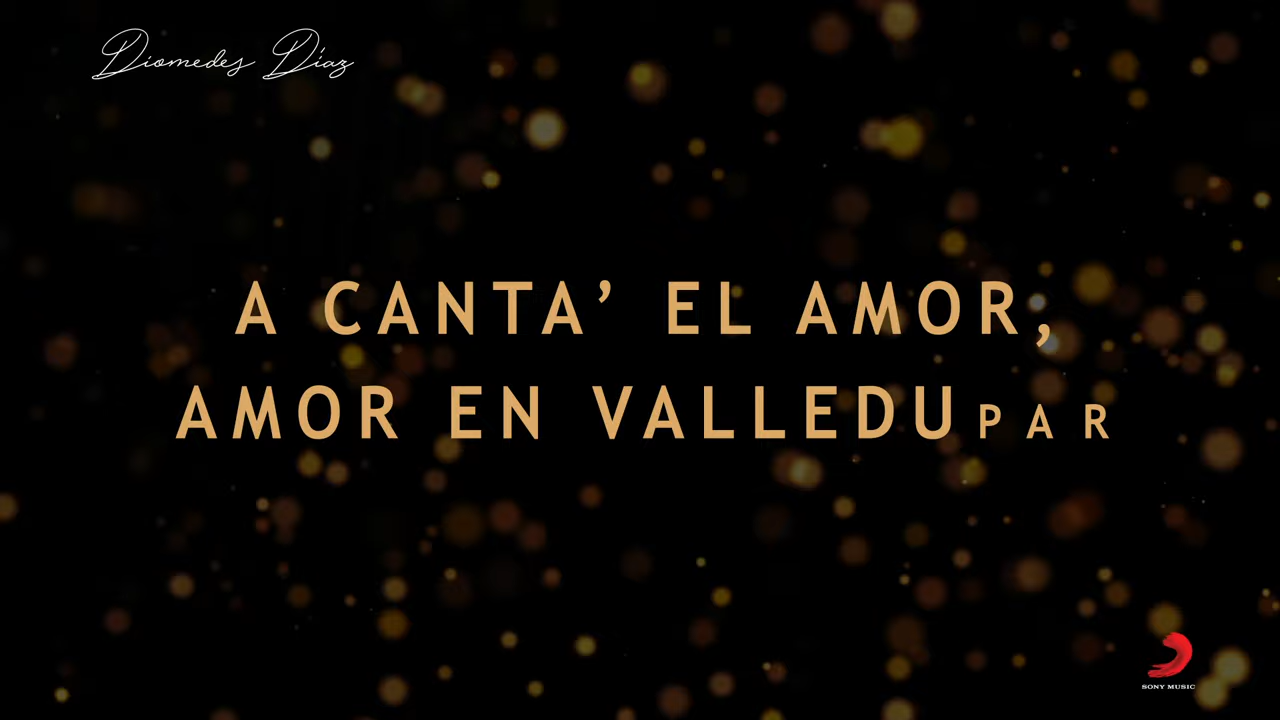 Diomedes Díaz
A CANTA’ EL AMOR,
AMOR EN VALLEDUPAR
SONY MUSIC